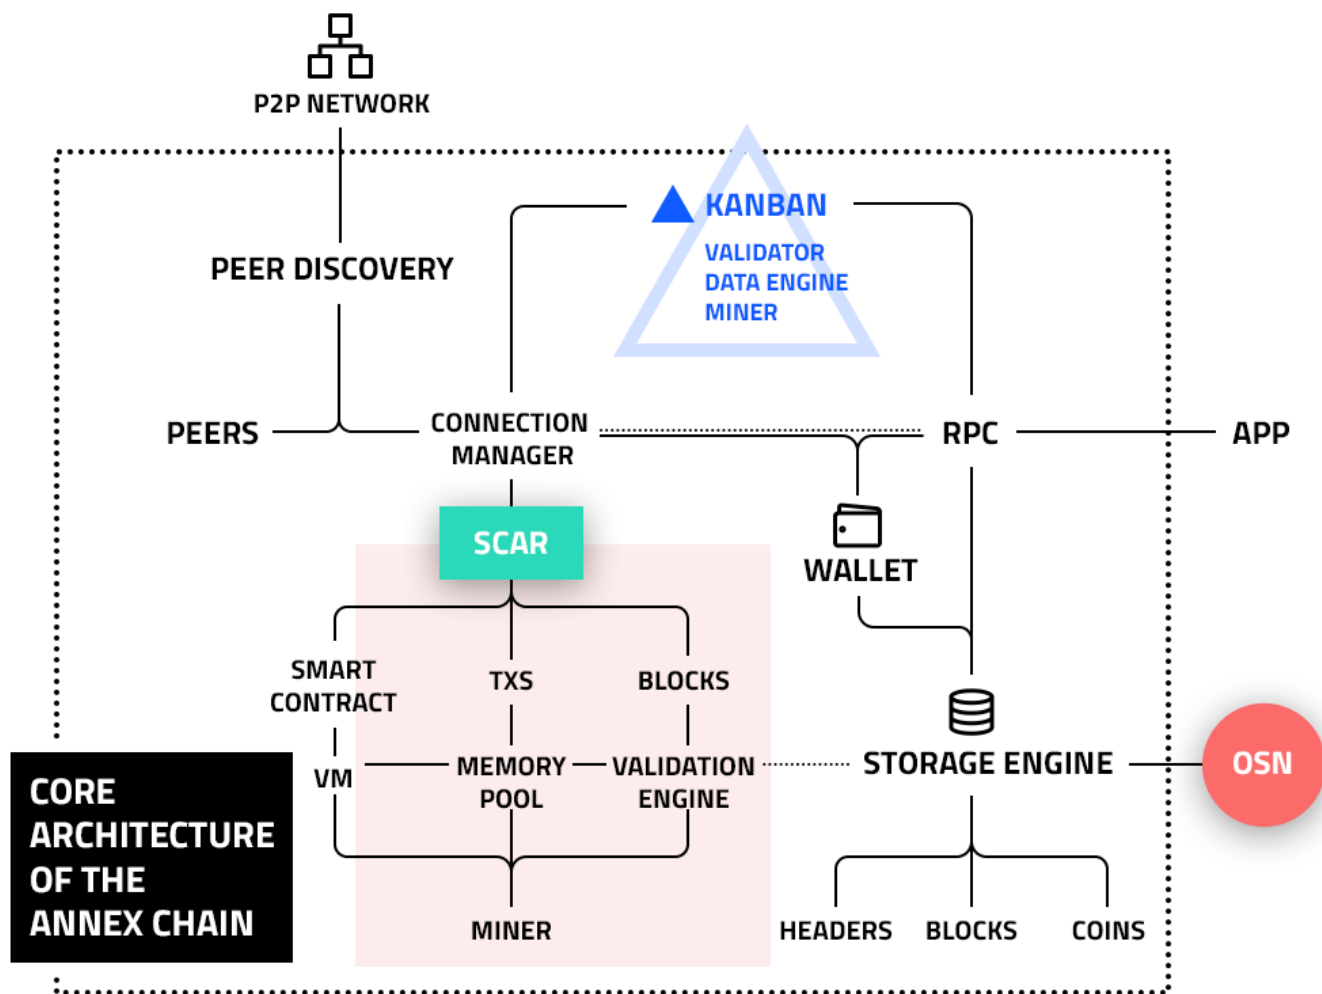 P2P NETWORK
KANBAN
VALIDATOR
DATA ENGINE
MINER
PEER DISCOVERY
PEERS
CONNECTION
MANAGER
RPC
APP
SCAR
WALLET
SMART
CONTRACT
TXS
BLOCKS
VM
MEMORY
POOL
VALIDATION
ENGINE
STORAGE ENGINE
OSN
CORE
ARCHITECTURE
OF THE
ANNEX CHAIN
MINER
HEADERS
BLOCKS
COINS